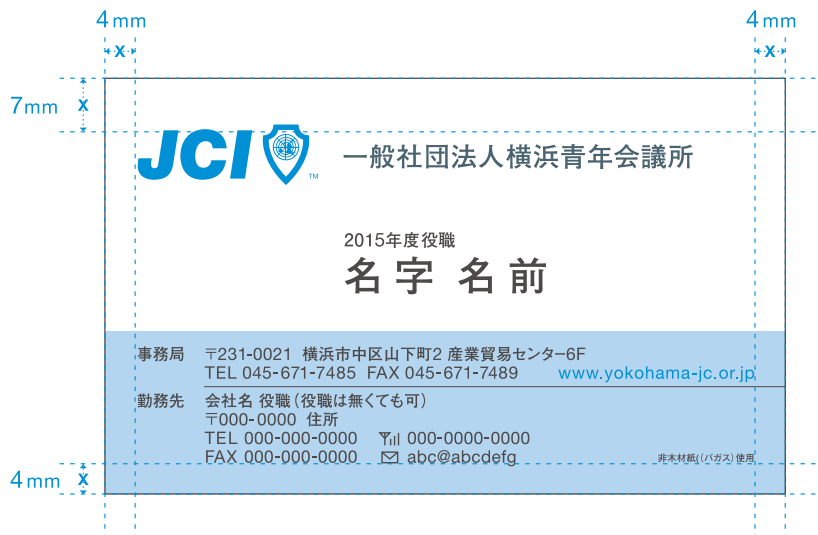 4mm 4mm
X X
7mm X
JCI TM 一般社団法人横浜青年会議所
2015年度役職
名字 名前
事務局 〒231-0021 横浜市中区山下町2 産業貿易センター6F
TEL 045-671-7485 FAX 045-671-7489 www.yokohama-jc.or.jp
勤務先 会社名 役職（役職は無くても可）
〒000-0000 住所
TEL 000-000-0000 000-0000-0000
FAX 000-000-0000 abc@abcdefg
非木材紙(（バガス）使用
4mm X